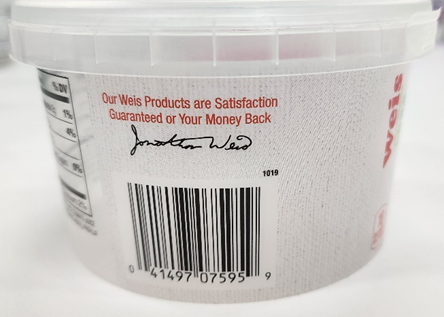 % DV
1%
4%
8%
Our Weis Products are Satisfaction
Guaranteed or Your Money Back
Jonathan Weis
1019
0 41497 07595 9
Weis